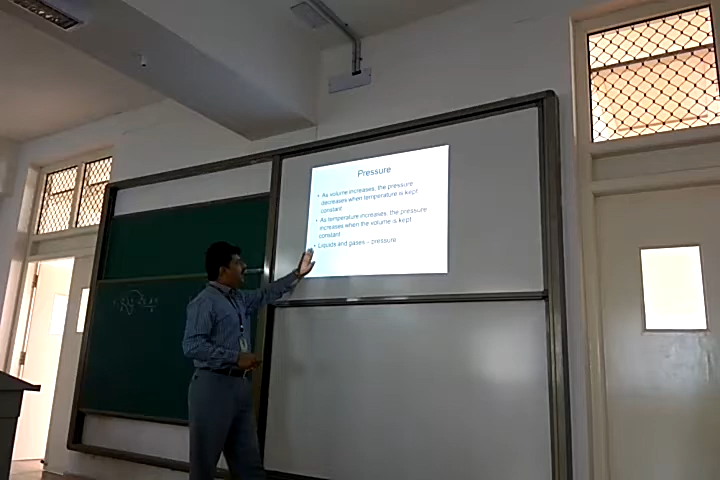 Pressure
• As volume increases, the pressure
decreases when temperature is kept
constant
• As temperature increases, the pressure
increases when the volume is kept
constant
• Liquids and gases – pressure